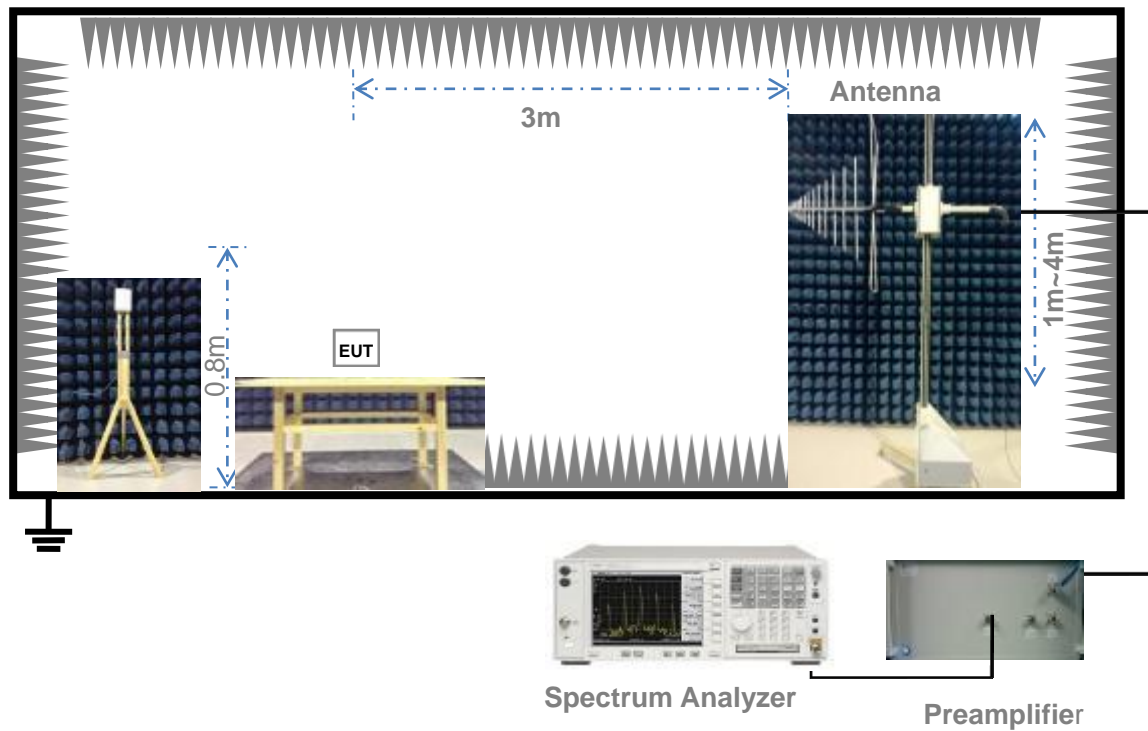 Antenna
3m
1m~4m
0.8m
EUT
Spectrum Analyzer
Preamplifier